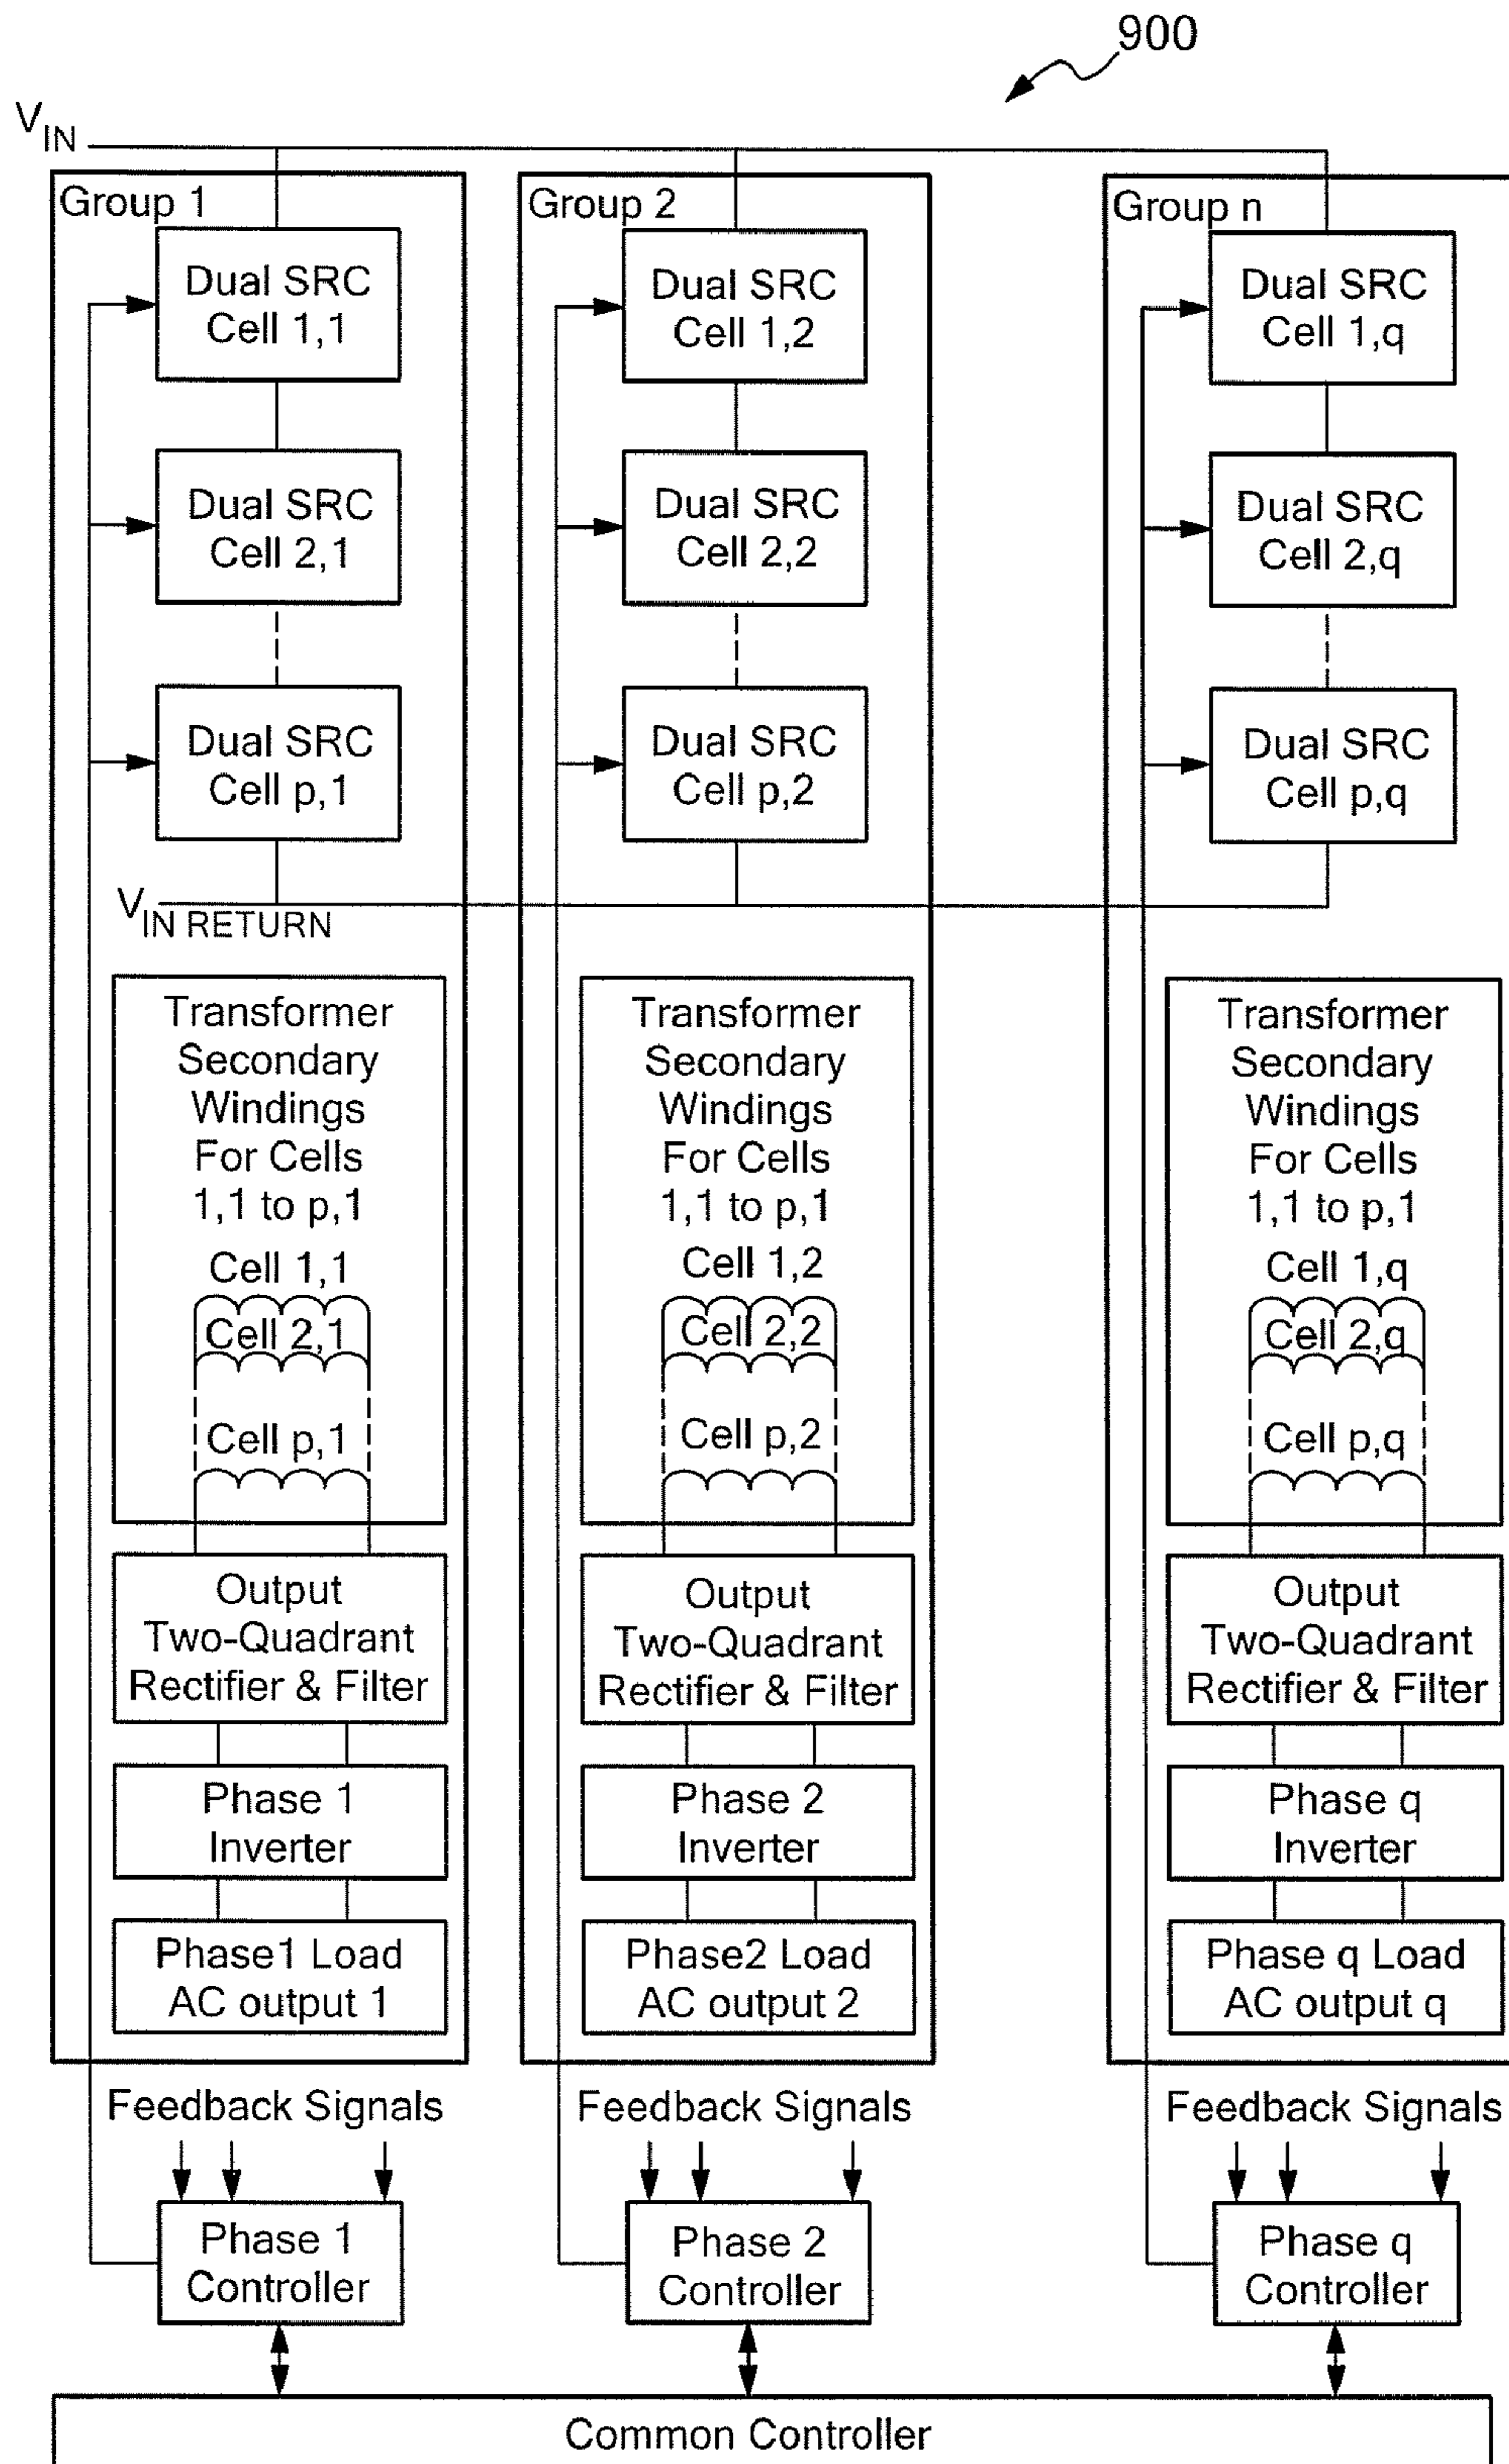 900
VIN
Group 1
Dual SRC
Cell 1,1
Dual SRC
Cell 2,1
Dual SRC
Cell p,1
VIN RETURN
Transformer
Secondary
Windings
For Cells
1,1 to p,1
Cell 1,1
Cell 2,1
Cell p,1
Output
Two-Quadrant
Rectifier & Filter
Phase 1
Inverter
Phase1 Load
AC output 1
Feedback Signals
Phase 1
Controller
Group 2
Dual SRC
Cell 1,2
Dual SRC
Cell 2,2
Dual SRC
Cell p,2
Transformer
Secondary
Windings
For Cells
1,1 to p,1
Cell 1,2
Cell 2,2
Cell p,2
Output
Two-Quadrant
Rectifier & Filter
Phase 2
Inverter
Phase2 Load
AC output 2
Feedback Signals
Phase 2
Controller
Group n
Dual SRC
Cell 1,q
Dual SRC
Cell 2,q
Dual SRC
Cell p,q
Transformer
Secondary
Windings
For Cells
1,1 to p,1
Cell 1,q
Cell 2,q
Cell p,q
Output
Two-Quadrant
Rectifier & Filter
Phase q
Inverter
Phase q Load
AC output q
Feedback Signals
Phase q
Controller
Common Controller